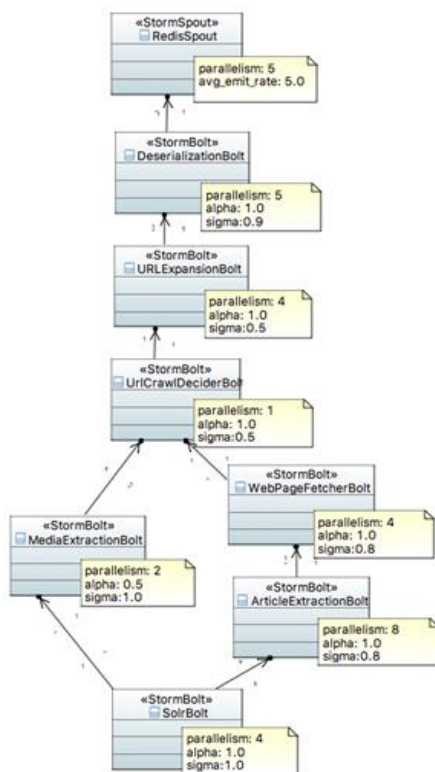 «StormSpout»
RedisSpout
parallelism: 5
avg_emit_rate: 5.0
«StormBolt»
DeserializationBolt
parallelism: 5
alpha: 1.0
sigma:0.9
«StormBolt»
URLExpansionBolt
parallelism: 4
alpha: 1.0
sigma:0.5
«StormBolt»
UrlCrawlDeciderBolt
parallelism: 1
alpha: 1.0
sigma:0.5
«StormBolt»
WebPageFetcherBolt
parallelism: 4
alpha: 1.0
sigma:0.8
«StormBolt»
MediaExtractionBolt
parallelism: 2
alpha: 0.5
sigma:1.0
«StormBolt»
ArticleExtractionBolt
parallelism: 8
alpha: 1.0
sigma:0.8
«StormBolt»
SolrBolt
parallelism: 4
alpha: 1.0
sigma:1.0